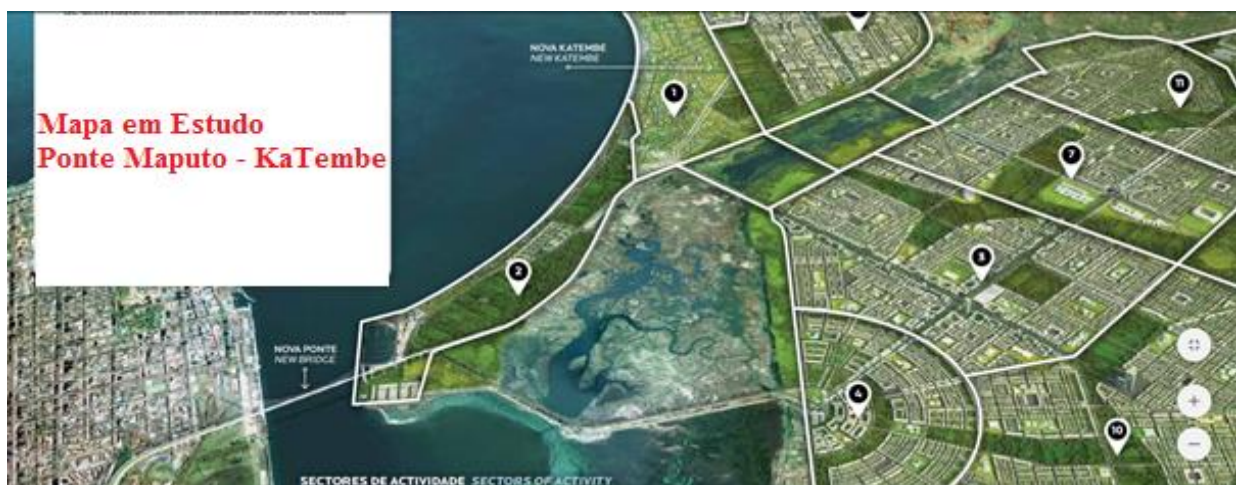 Mapa em Estudo
Ponte Maputo - KaTembe
NOVA KATEMBE
NEW KATEMBE
1
11
7
2
3
NOVA PONTE
NEW BRIDGE
4
10
SECTORES DE ACTIVIDADE SECTORS OF ACTIVITY